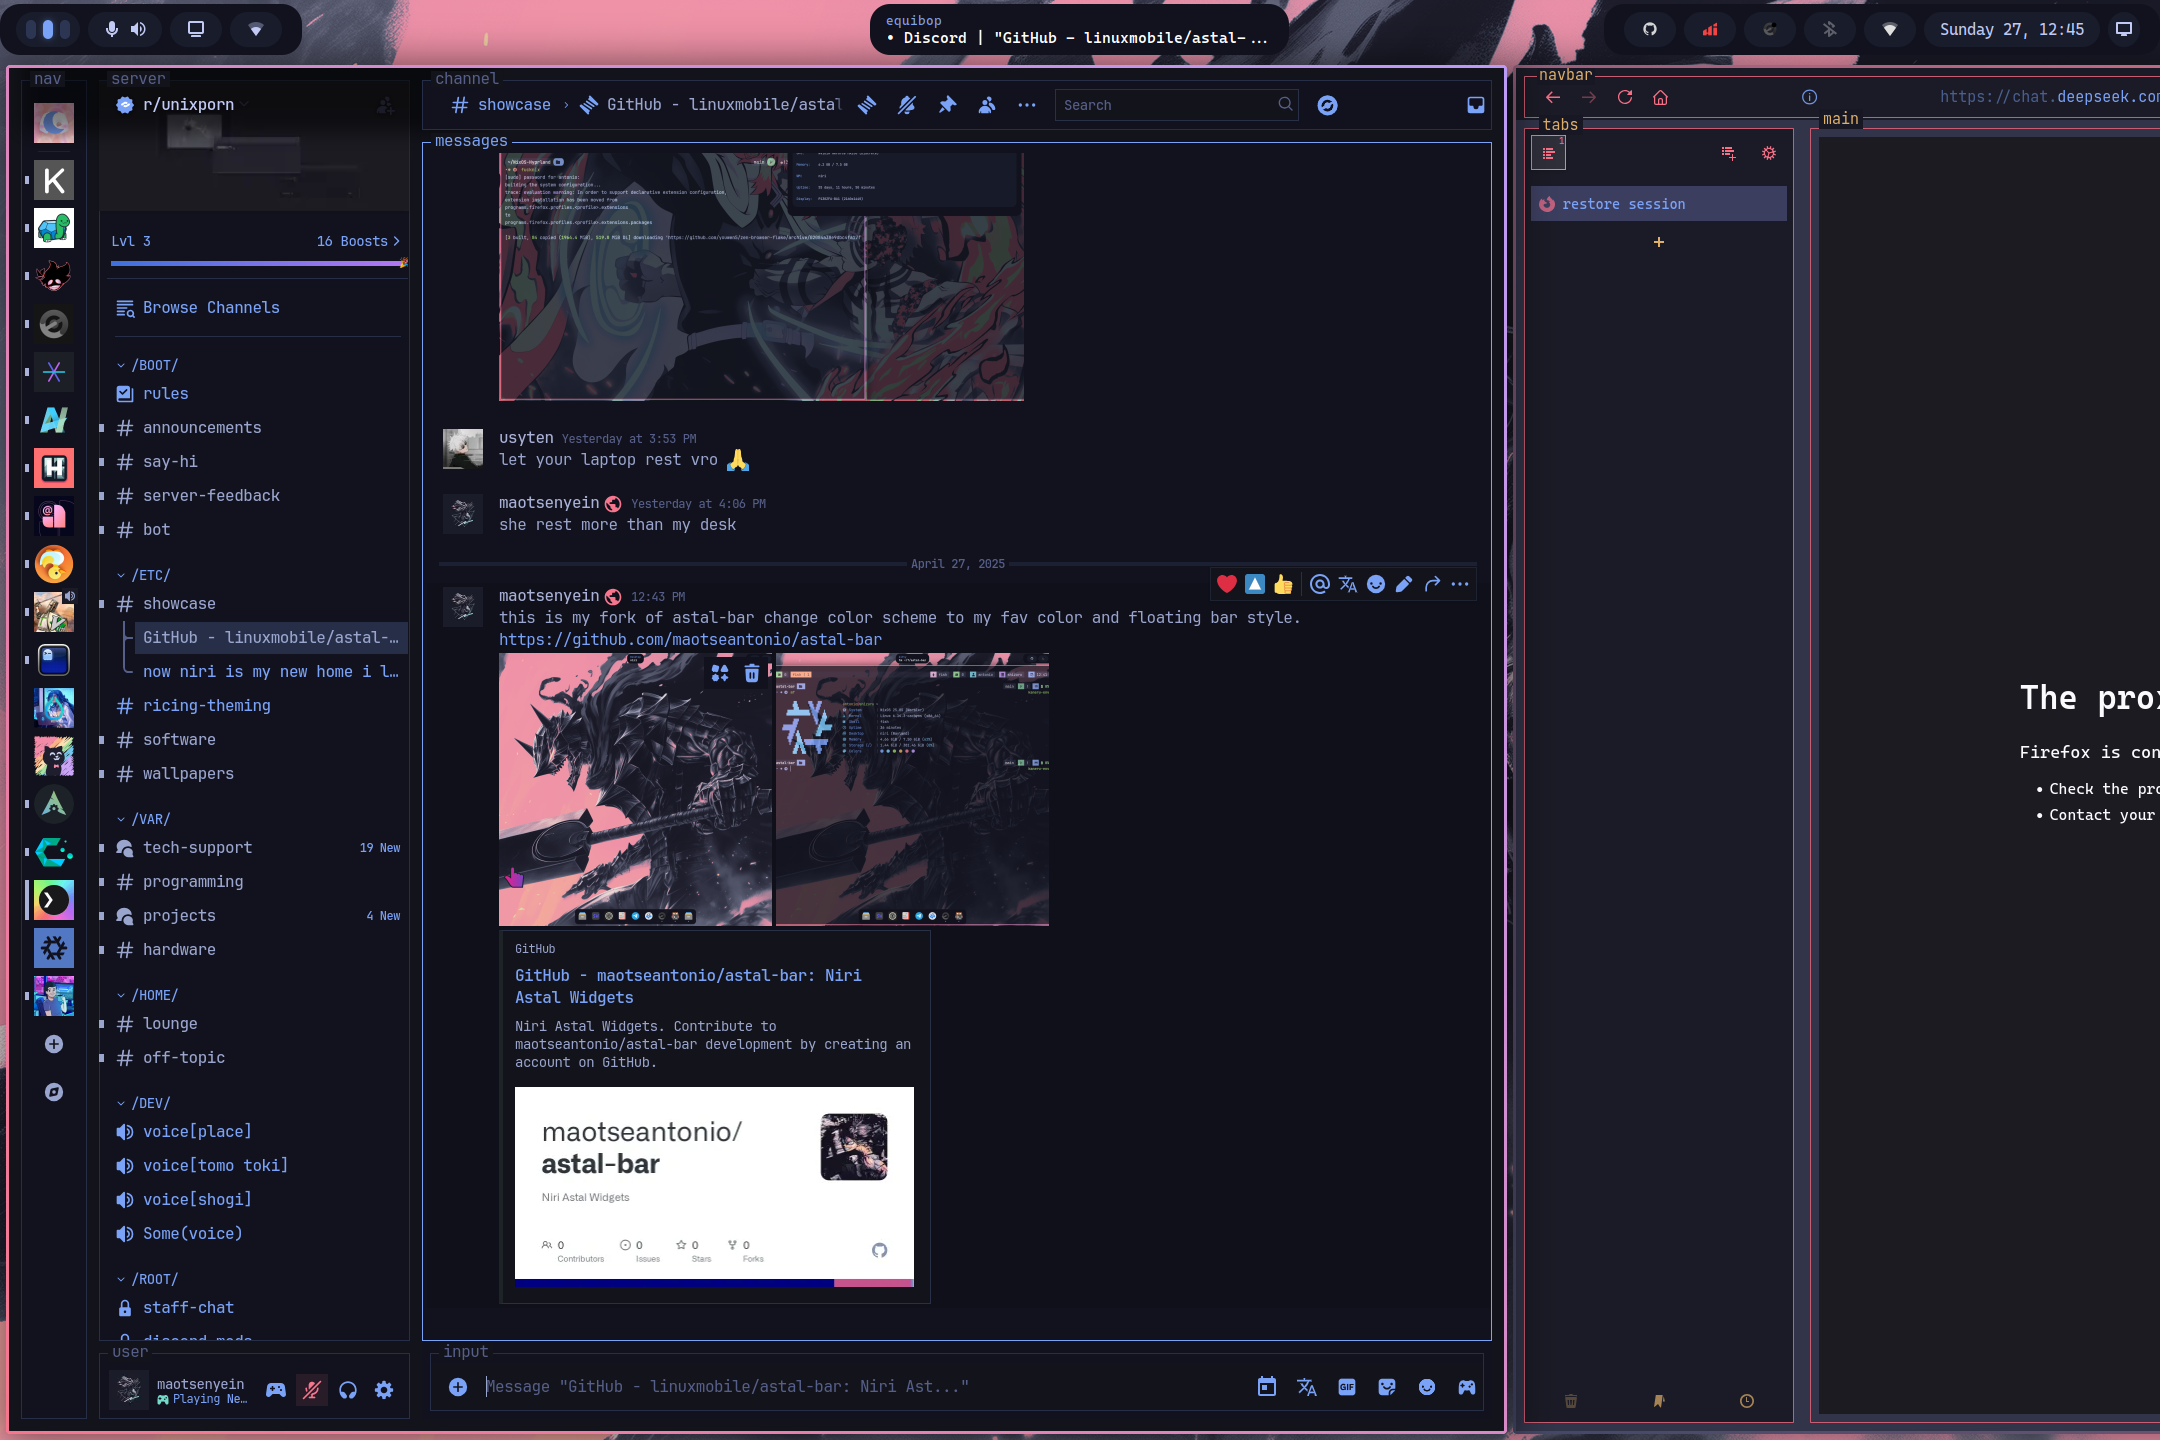 equibop
• Discord | "GitHub – linuxmobile/astal-...
Sunday 27, 12:45
nav
server
r/unixporn
Lvl 3
16 Boosts
Browse Channels
/BOOT/
rules
announcements
say-hi
server-feedback
bot
/ETC/
showcase
GitHub - linuxmobile/astal-…
now niri is my new home i l…
ricing-theming
software
wallpapers
/VAR/
tech-support
19 New
programming
projects
4 New
hardware
/HOME/
lounge
off-topic
/DEV/
voice[place]
voice[tomo toki]
voice[shogi]
Some(voice)
/ROOT/
staff-chat
user
maotsenyein
Playing Ne…
channel
showcase › GitHub - linuxmobile/astal
Search
messages
usyten Yesterday at 3:53 PM
let your laptop rest vro 🙏
maotsenyein Yesterday at 4:06 PM
she rest more than my desk
April 27, 2025
maotsenyein 12:43 PM
this is my fork of astal-bar change color scheme to my fav color and floating bar style.
https://github.com/maotseantonio/astal-bar
GitHub
GitHub - maotseantonio/astal-bar: Niri
Astal Widgets
Niri Astal Widgets. Contribute to
maotseantonio/astal-bar development by creating an
account on GitHub.
maotseantonio/
astal-bar
Niri Astal Widgets
0
Contributors
0
Issues
0
Stars
0
Forks
input
Message "GitHub - linuxmobile/astal-bar: Niri Ast..."
GIF
navbar
https://chat.deepseek.com
tabs
1
restore session
+
main
The prox
Firefox is con
• Check the pro
• Contact your